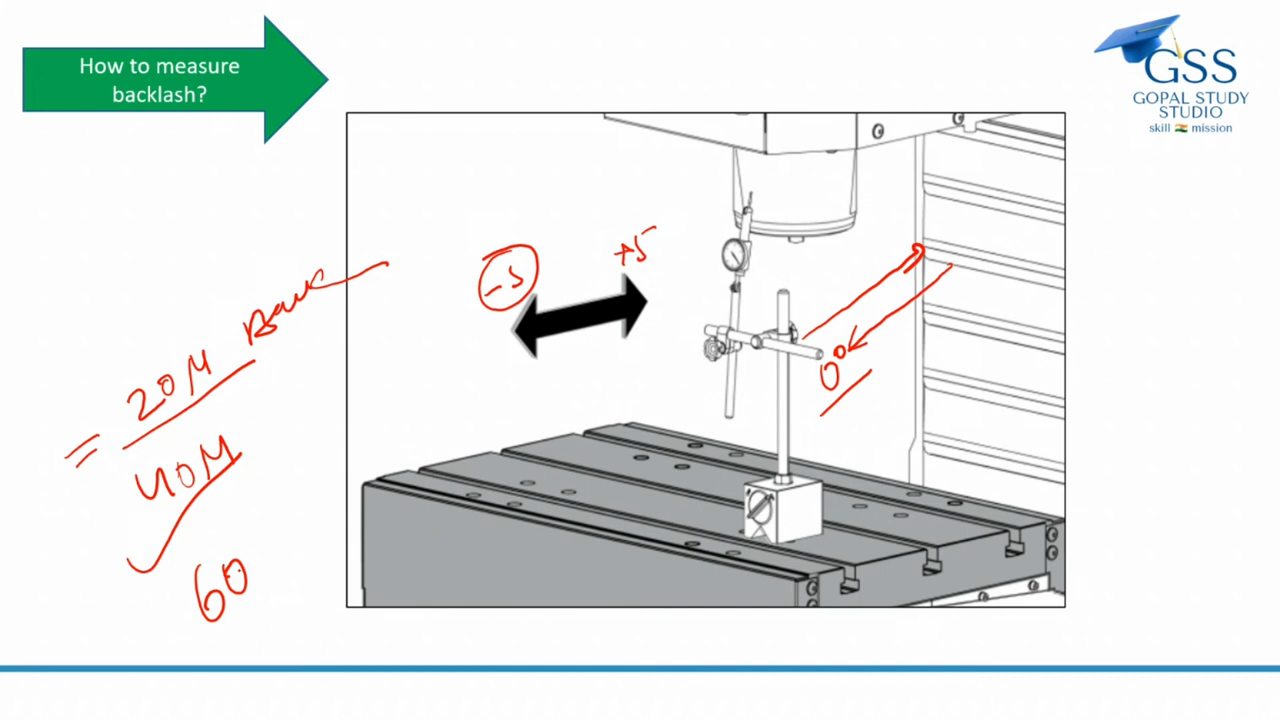 How to measure
backlash?
GSS
GOPAL STUDY
STUDIO
skill mission
-5
+5
0
= 20M
40M
60